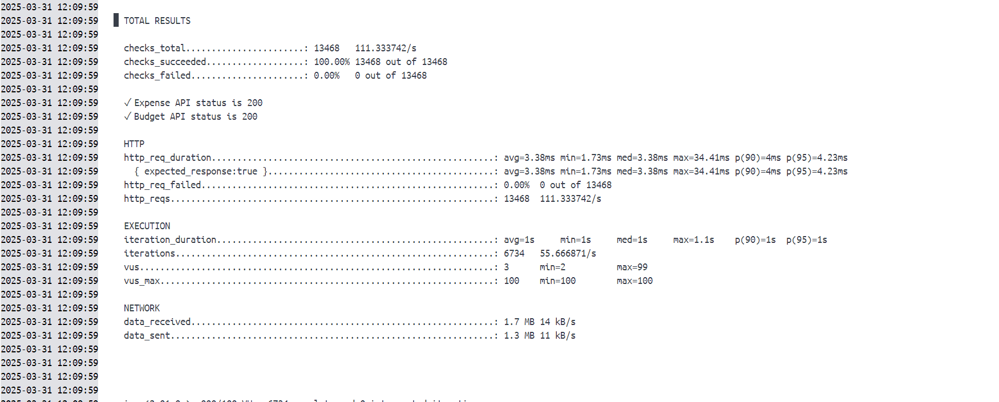 2025-03-31 12:09:59
2025-03-31 12:09:59 █ TOTAL RESULTS
2025-03-31 12:09:59
2025-03-31 12:09:59 checks_total.......................: 13468 111.333742/s
2025-03-31 12:09:59 checks_succeeded...................: 100.00% 13468 out of 13468
2025-03-31 12:09:59 checks_failed......................: 0.00% 0 out of 13468
2025-03-31 12:09:59
2025-03-31 12:09:59 ✓ Expense API status is 200
2025-03-31 12:09:59 ✓ Budget API status is 200
2025-03-31 12:09:59
2025-03-31 12:09:59 HTTP
2025-03-31 12:09:59 http_req_duration.......................................................: avg=3.38ms min=1.73ms med=3.38ms max=34.41ms p(90)=4ms p(95)=4.23ms
2025-03-31 12:09:59 { expected_response:true }............................................: avg=3.38ms min=1.73ms med=3.38ms max=34.41ms p(90)=4ms p(95)=4.23ms
2025-03-31 12:09:59 http_req_failed.........................................................: 0.00% 0 out of 13468
2025-03-31 12:09:59 http_reqs...............................................................: 13468 111.333742/s
2025-03-31 12:09:59
2025-03-31 12:09:59 EXECUTION
2025-03-31 12:09:59 iteration_duration......................................................: avg=1s min=1s med=1s max=1.1s p(90)=1s p(95)=1s
2025-03-31 12:09:59 iterations..............................................................: 6734 55.666871/s
2025-03-31 12:09:59 vus.....................................................................: 3 min=2 max=99
2025-03-31 12:09:59 vus_max.................................................................: 100 min=100 max=100
2025-03-31 12:09:59
2025-03-31 12:09:59 NETWORK
2025-03-31 12:09:59 data_received...........................................................: 1.7 MB 14 kB/s
2025-03-31 12:09:59 data_sent...............................................................: 1.3 MB 11 kB/s
2025-03-31 12:09:59
2025-03-31 12:09:59
2025-03-31 12:09:59
2025-03-31 12:09:59